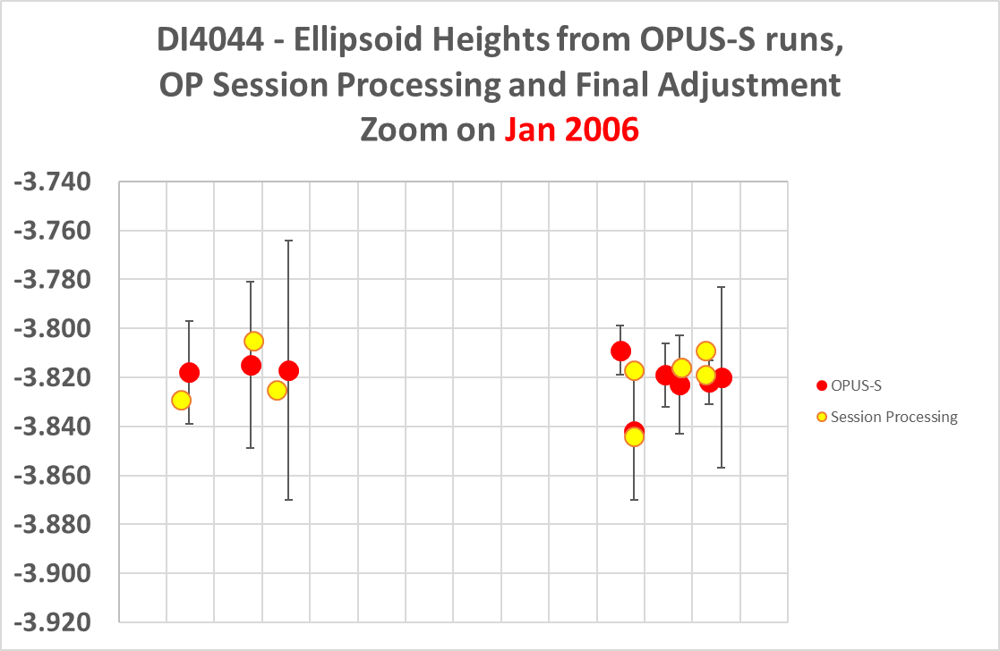 DI4044 - Ellipsoid Heights from OPUS-S runs,
OP Session Processing and Final Adjustment
Zoom on Jan 2006
-3.740
-3.760
-3.780
-3.800
-3.820
-3.840
-3.860
-3.880
-3.900
-3.920
OPUS-S
Session Processing